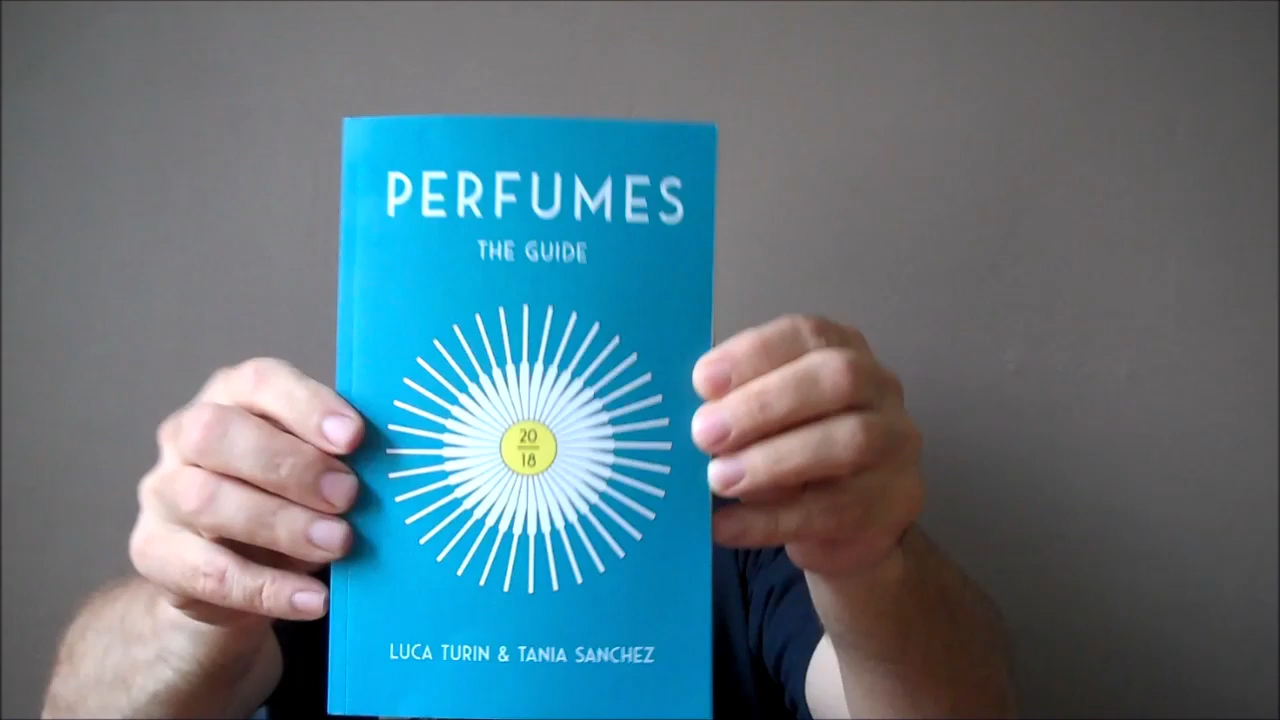 PERFUMES
THE GUIDE
20
18
LUCA TURIN & TANIA SANCHEZ